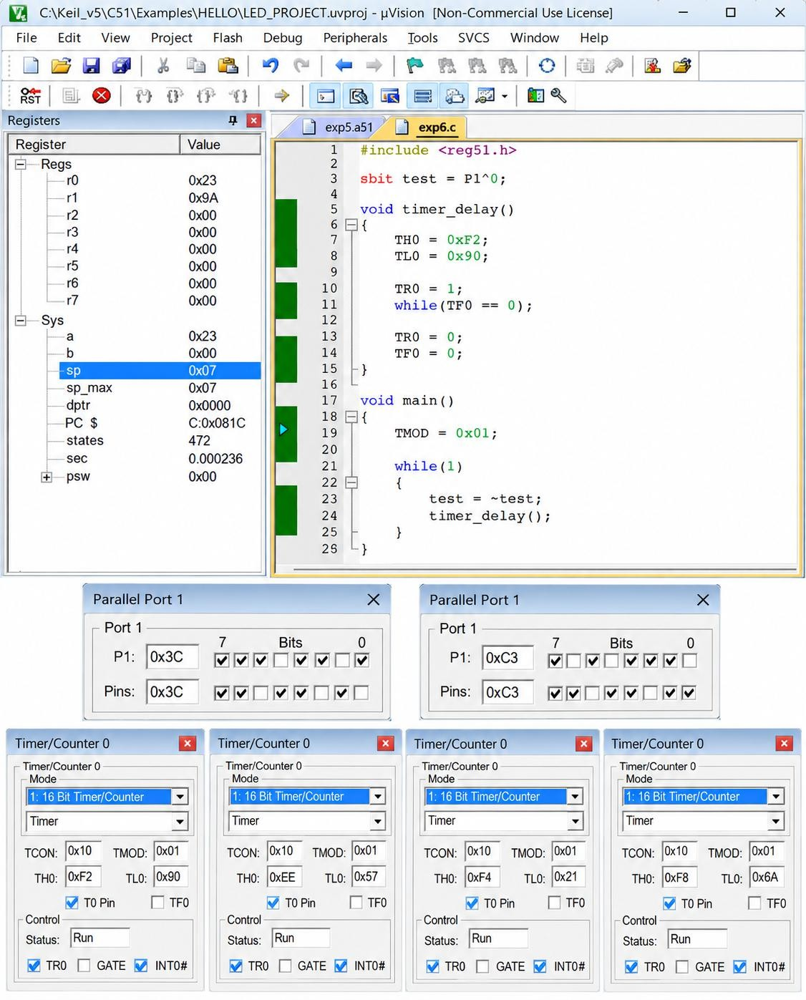 C:\Keil_v5\C51\Examples\HELLO\LED_PROJECT.uvproj - µVision [Non-Commercial Use License]
File Edit View Project Flash Debug Peripherals Tools SVCS Window Help
RST
Registers
Register Value
Regs
r0 0x23
r1 0x9A
r2 0x00
r3 0x00
r4 0x00
r5 0x00
r6 0x00
r7 0x00
Sys
a 0x23
b 0x00
sp 0x07
sp_max 0x07
dptr 0x0000
PC $ C:0x081C
states 472
sec 0.000236
psw 0x00
exp5.a51 exp6.c
1 #include <reg51.h>
2
3 sbit test = P1^0;
4
5 void timer_delay()
6 {
7 TH0 = 0xF2;
8 TL0 = 0x90;
9
10 TR0 = 1;
11 while(TF0 == 0);
12
13 TR0 = 0;
14 TF0 = 0;
15 }
16
17 void main()
18 {
19 TMOD = 0x01;
20
21 while(1)
22 {
23 test = ~test;
24 timer_delay();
25 }
26 }
Parallel Port 1
Port 1
7 Bits 0
P1: 0x3C
Pins: 0x3C
Parallel Port 1
Port 1
7 Bits 0
P1: 0xC3
Pins: 0xC3
Timer/Counter 0
Timer/Counter 0
Mode
1: 16 Bit Timer/Counter
Timer
TCON: 0x10 TMOD: 0x01
TH0: 0xF2 TL0: 0x90
T0 Pin TF0
Control
Status: Run
TR0 GATE INT0#
Timer/Counter 0
Timer/Counter 0
Mode
1: 16 Bit Timer/Counter
Timer
TCON: 0x10 TMOD: 0x01
TH0: 0xEE TL0: 0x57
T0 Pin TF0
Control
Status: Run
TR0 GATE INT0#
Timer/Counter 0
Timer/Counter 0
Mode
1: 16 Bit Timer/Counter
Timer
TCON: 0x10 TMOD: 0x01
TH0: 0xF4 TL0: 0x21
T0 Pin TF0
Control
Status: Run
TR0 GATE INT0#
Timer/Counter 0
Timer/Counter 0
Mode
1: 16 Bit Timer/Counter
Timer
TCON: 0x10 TMOD: 0x01
TH0: 0xF8 TL0: 0x6A
T0 Pin TF0
Control
Status: Run
TR0 GATE INT0#